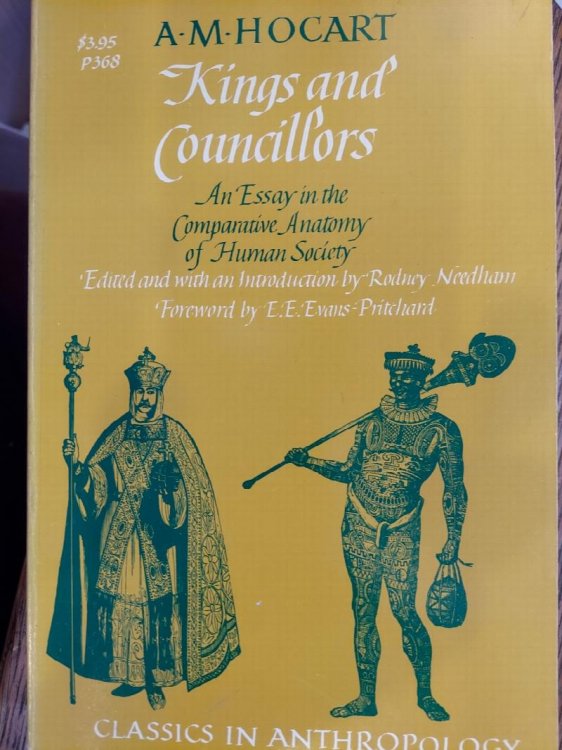 $3.95
P368
A·M·HOCART
Kings and
Councillors
An Essay in the
Comparative Anatomy
of Human Society
Edited and with an Introduction by Rodney Needham
Foreword by E.E.Evans-Pritchard
CLASSICS IN ANTHROPOLOGY